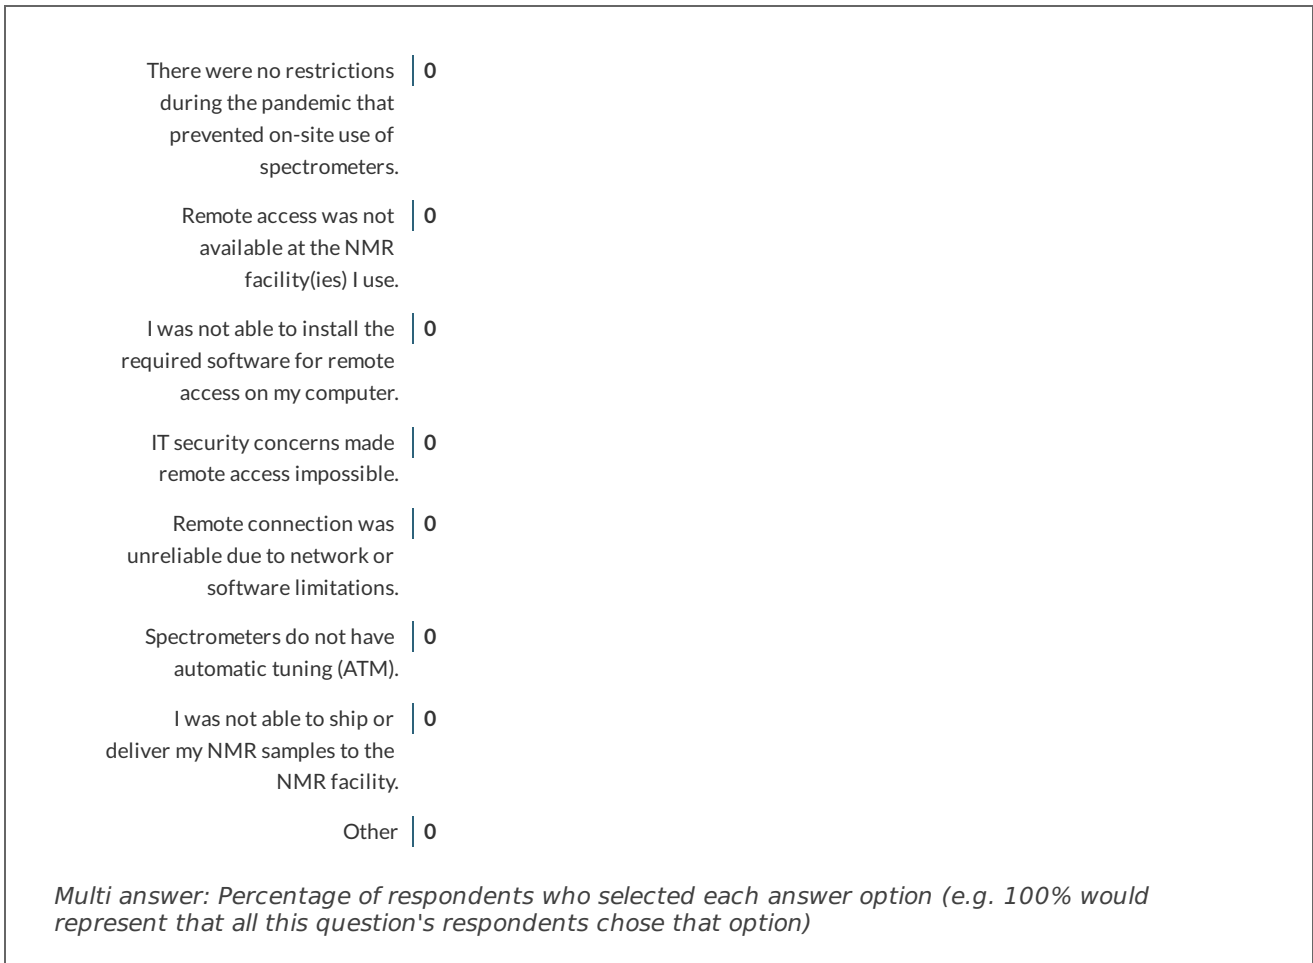 There were no restrictions 0
during the pandemic that
prevented on-site use of
spectrometers.
Remote access was not 0
available at the NMR
facility(ies) I use.
I was not able to install the 0
required software for remote
access on my computer.
IT security concerns made 0
remote access impossible.
Remote connection was 0
unreliable due to network or
software limitations.
Spectrometers do not have 0
automatic tuning (ATM).
I was not able to ship or 0
deliver my NMR samples to the
NMR facility.
Other 0
Multi answer: Percentage of respondents who selected each answer option (e.g. 100% would
represent that all this question's respondents chose that option)